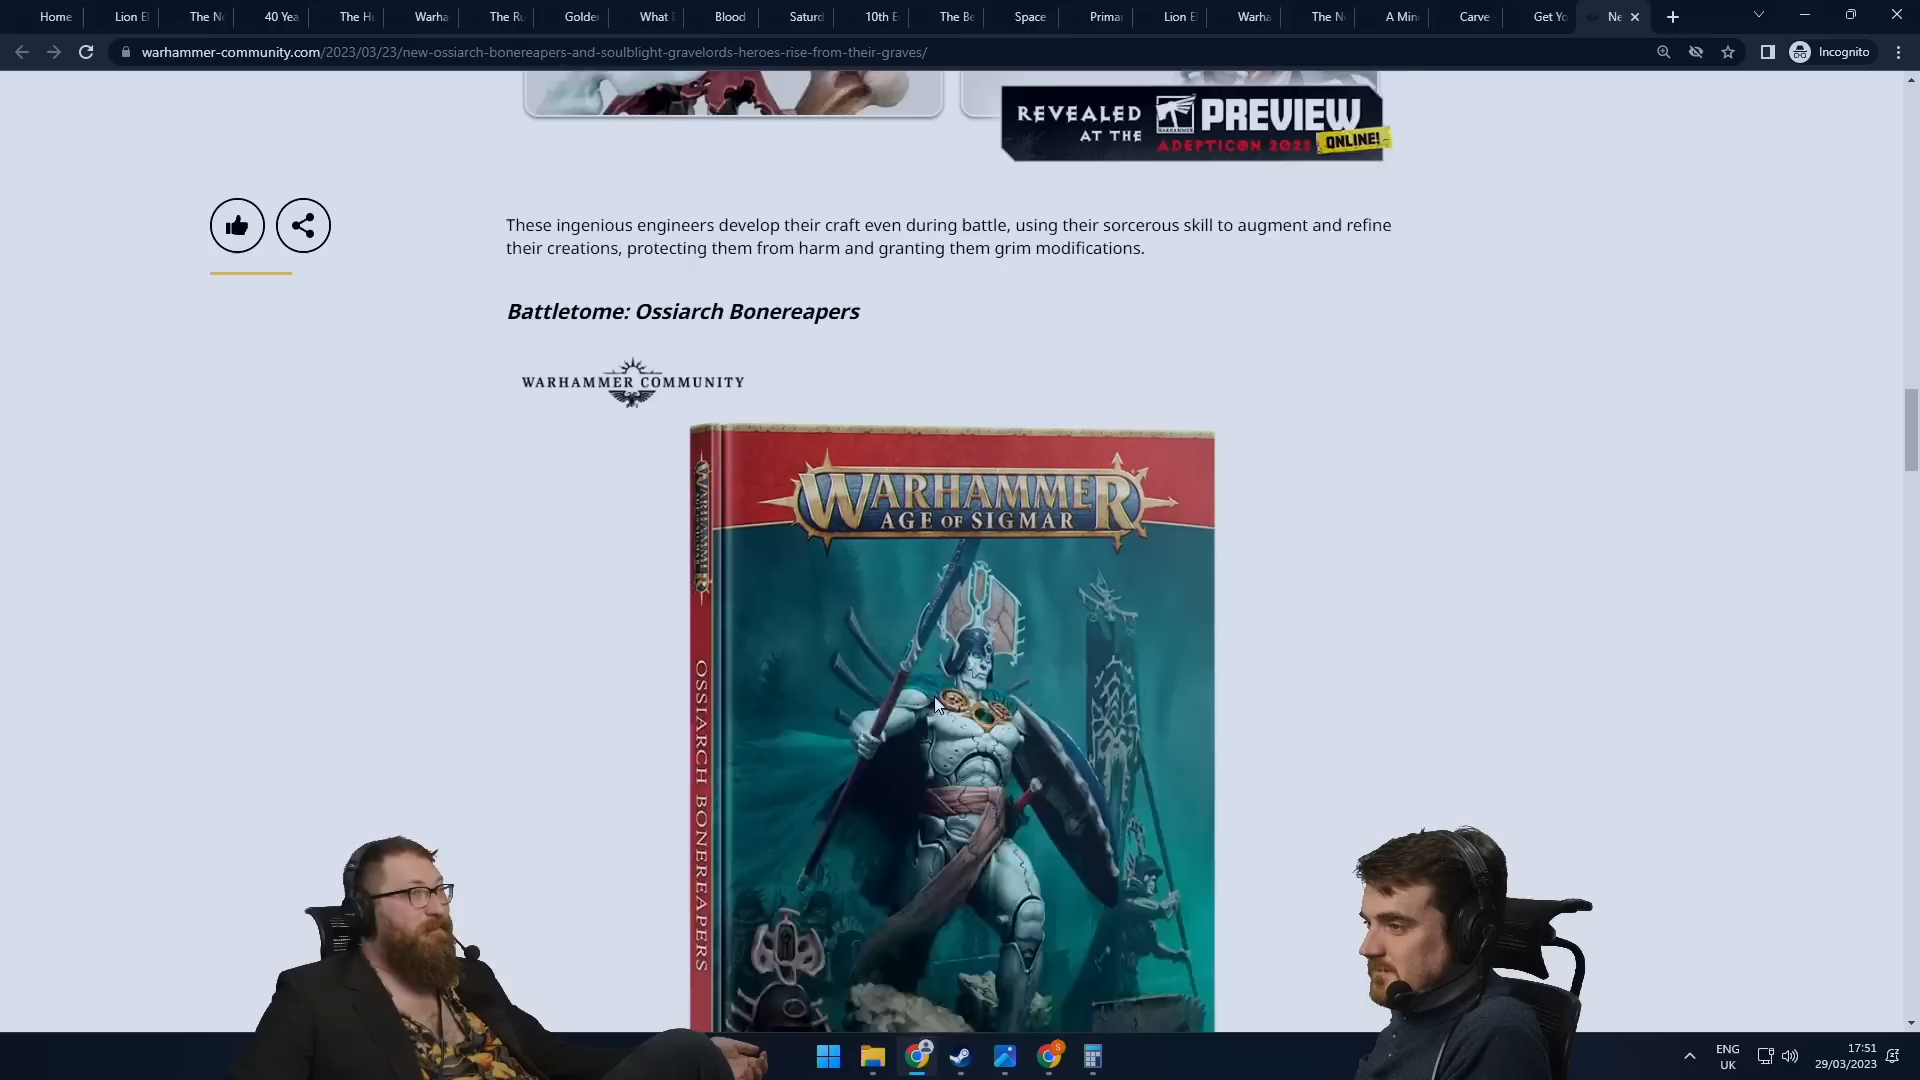 Home
Lion El
The N
40 Yea
The H
Warha
The Ru
Golder
What
Blood
Saturd
10th E
The Be
Space
Primar
Lion El
Warha
The N
A Min
Carve
Get Yo
Ne
warhammer-community.com/2023/03/23/new-ossiarch-bonereapers-and-soulblight-gravelords-heroes-rise-from-their-graves/
Incognito
REVEALED
AT THE
PREVIEW
ADEPTICON 2023
ONLINE!
These ingenious engineers develop their craft even during battle, using their sorcerous skill to augment and refine
their creations, protecting them from harm and granting them grim modifications.
Battletome: Ossiarch Bonereapers
WARHAMMER COMMUNITY
WARHAMMER
AGE OF SIGMAR
WARHAMMER
OSSIARCH BONEREAPERS
ENG
UK
17:51
29/03/2023